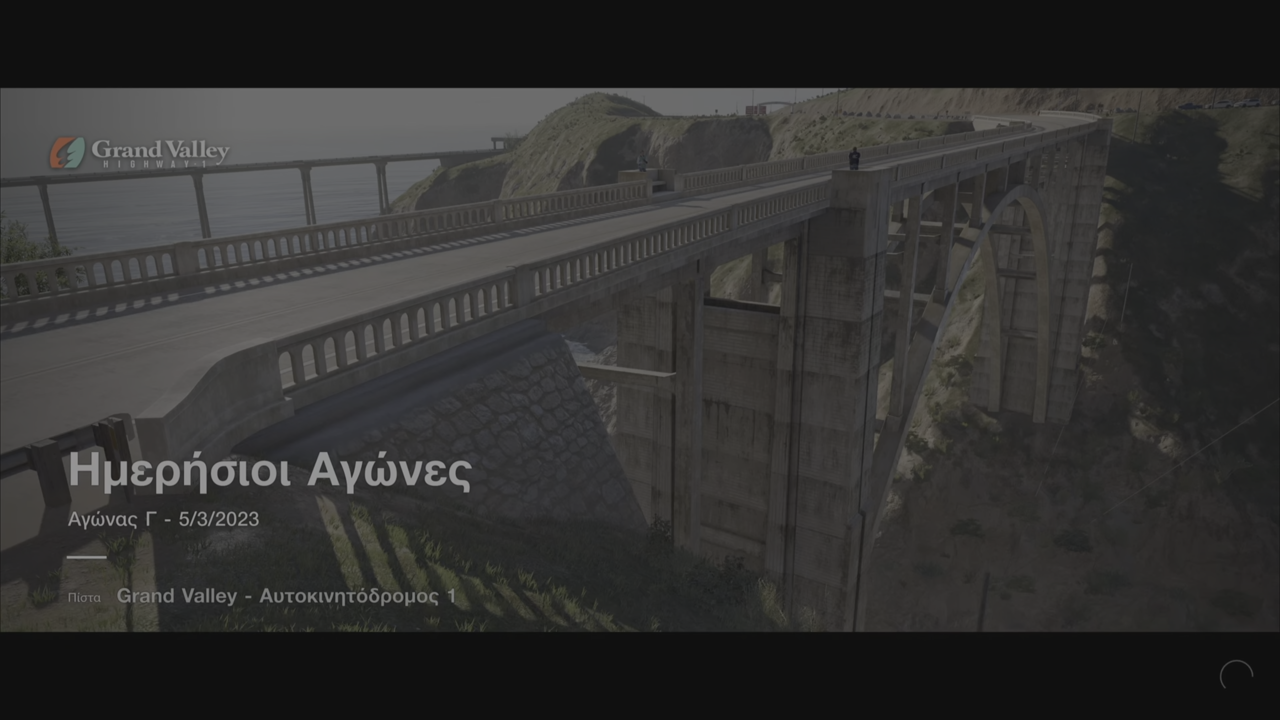 Grand Valley
HIGHWAY 1
Ημερήσιοι Αγώνες
Αγώνας Γ - 5/3/2023
Πίστα Grand Valley - Αυτοκινητόδρομος 1